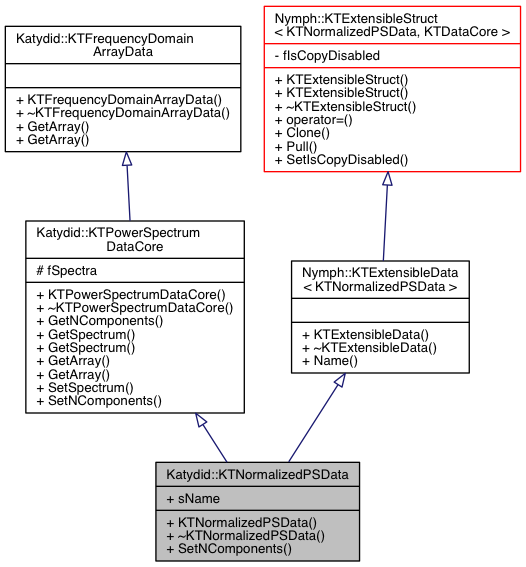 Katydid::KTFrequencyDomain
ArrayData
+ KTFrequencyDomainArrayData()
+ ~KTFrequencyDomainArrayData()
+ GetArray()
+ GetArray()
Nymph::KTExtensibleStruct
< KTNormalizedPSData, KTDataCore >
- fIsCopyDisabled
+ KTExtensibleStruct()
+ KTExtensibleStruct()
+ ~KTExtensibleStruct()
+ operator=()
+ Clone()
+ Pull()
+ SetIsCopyDisabled()
Katydid::KTPowerSpectrum
DataCore
# fSpectra
+ KTPowerSpectrumDataCore()
+ ~KTPowerSpectrumDataCore()
+ GetNComponents()
+ GetSpectrum()
+ GetSpectrum()
+ GetArray()
+ GetArray()
+ SetSpectrum()
+ SetNComponents()
Nymph::KTExtensibleData
< KTNormalizedPSData >
+ KTExtensibleData()
+ ~KTExtensibleData()
+ Name()
Katydid::KTNormalizedPSData
+ sName
+ KTNormalizedPSData()
+ ~KTNormalizedPSData()
+ SetNComponents()